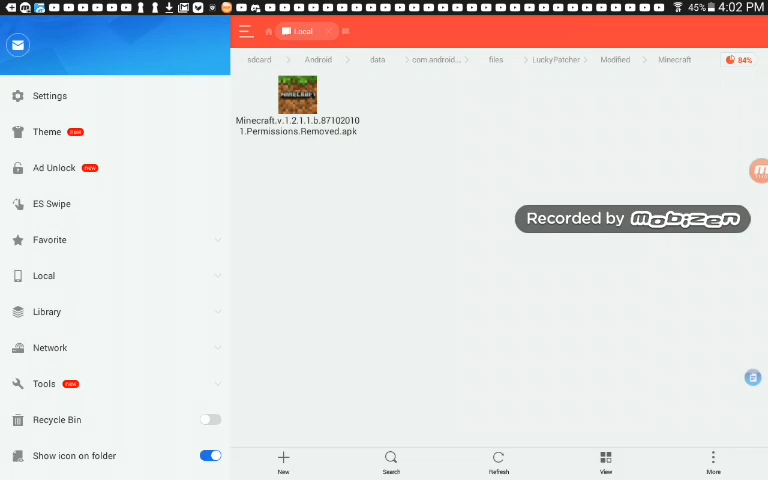 45% 4:02 PM
Local
sdcard
Android
data
com.android...
files
LuckyPatcher
Modified
Minecraft
84%
Settings
Theme new
Ad Unlock new
ES Swipe
Favorite
Local
Library
Network
Tools new
Recycle Bin
Show icon on folder
MINECRAFT
Minecraft.v.1.2.1.1.b.87102010
1.Permissions.Removed.apk
Recorded by mobizen
New
Search
Refresh
View
More